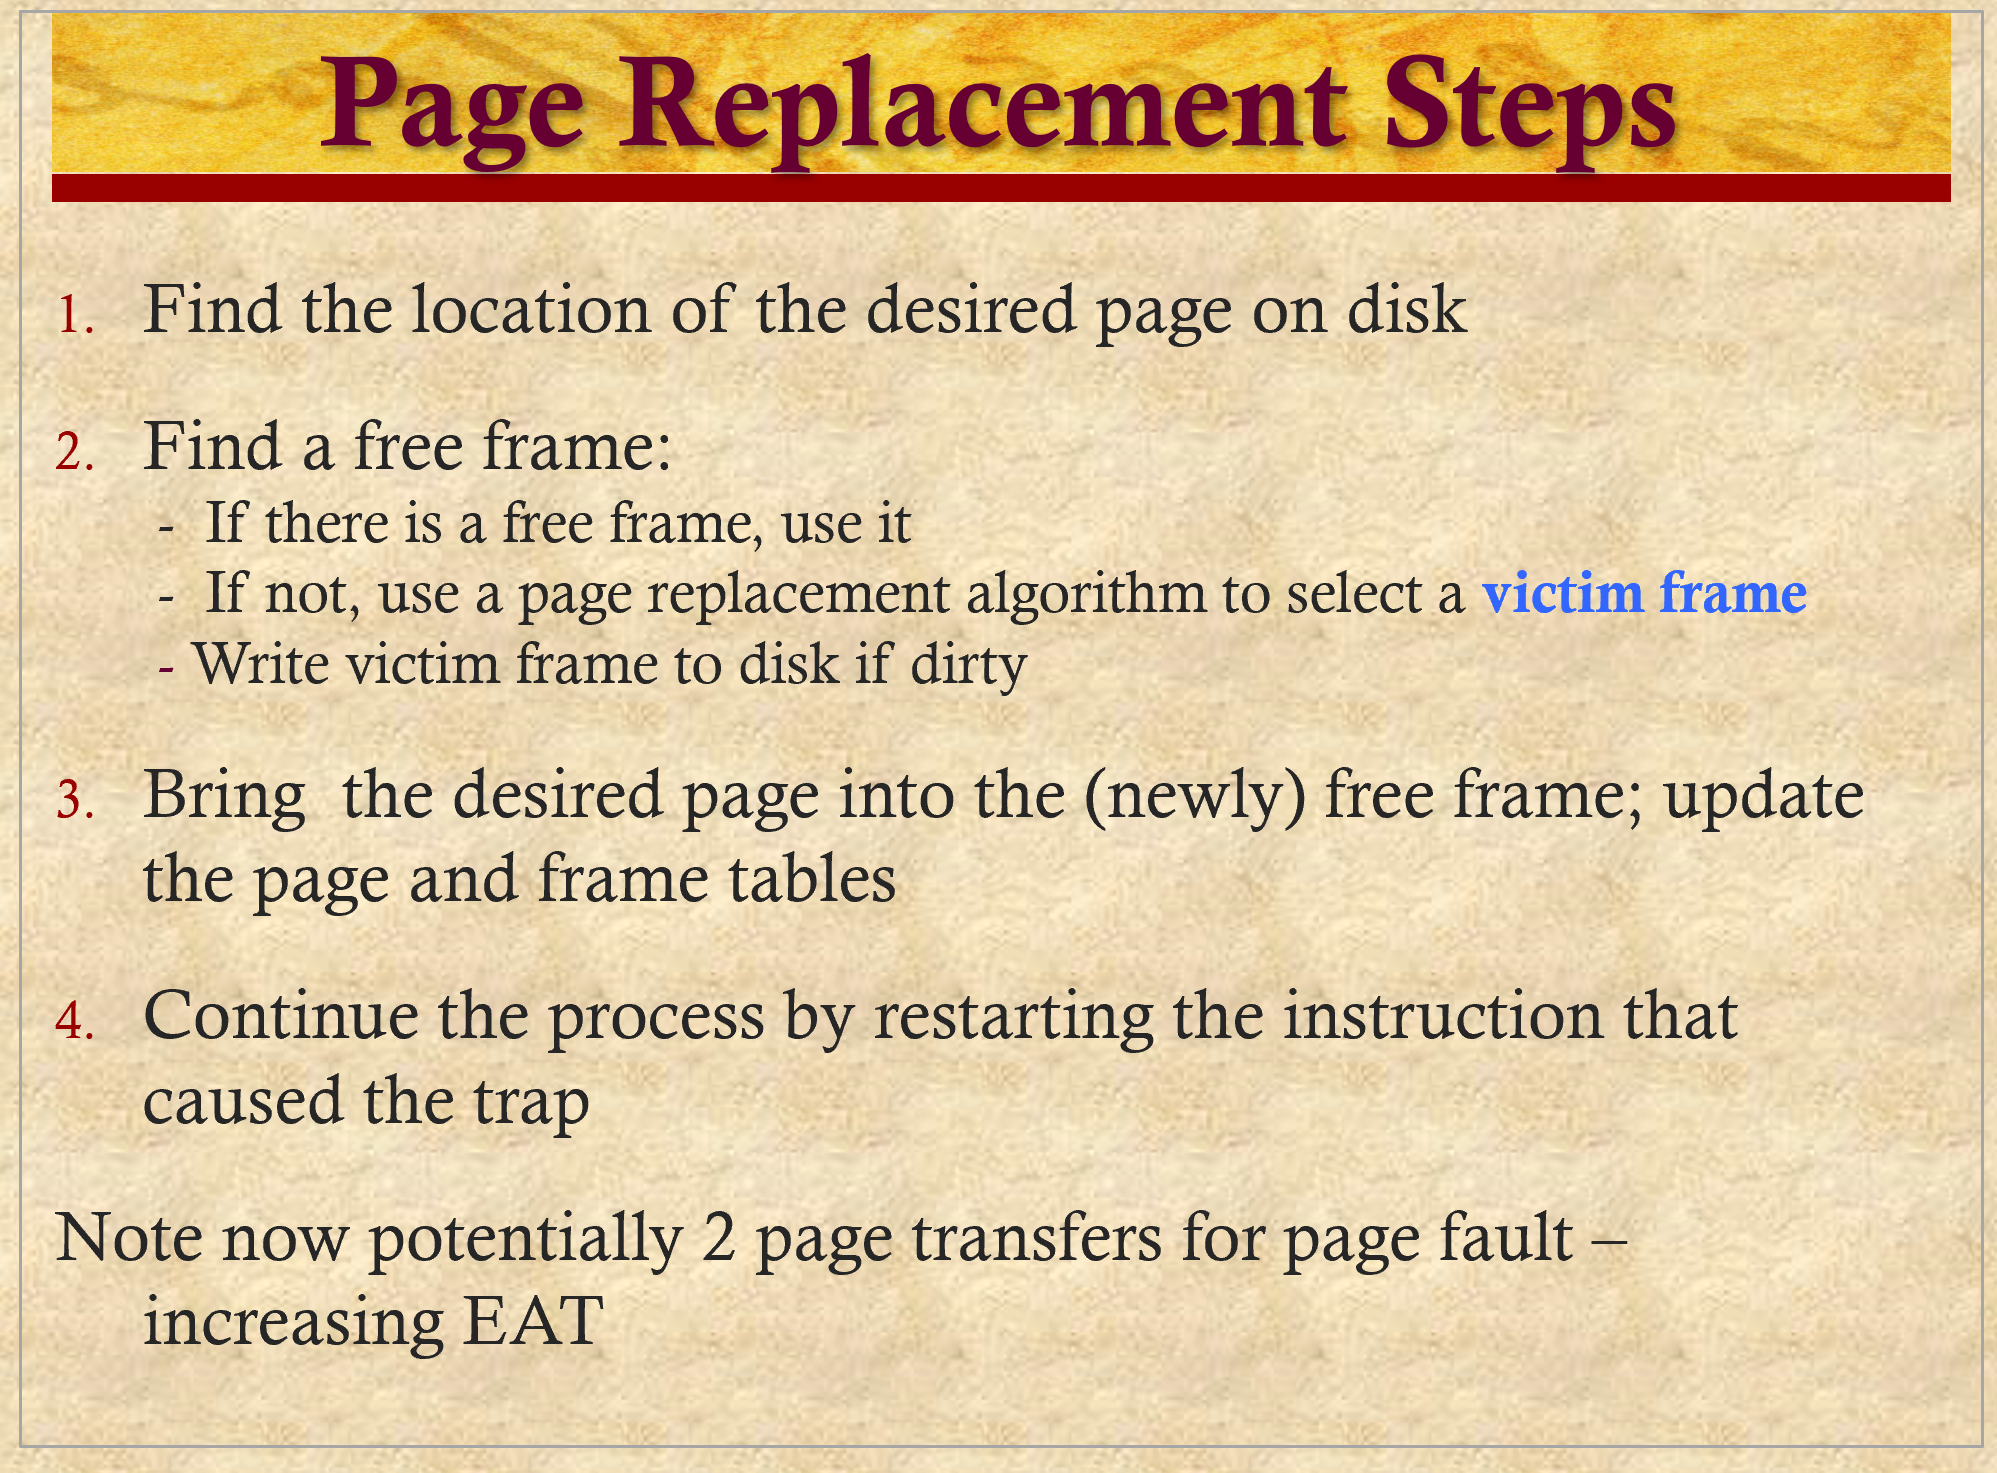 Page Replacement Steps
1. Find the location of the desired page on disk
2. Find a free frame:
- If there is a free frame, use it
- If not, use a page replacement algorithm to select a victim frame
- Write victim frame to disk if dirty
3. Bring the desired page into the (newly) free frame; update
the page and frame tables
4. Continue the process by restarting the instruction that
caused the trap
Note now potentially 2 page transfers for page fault –
increasing EAT